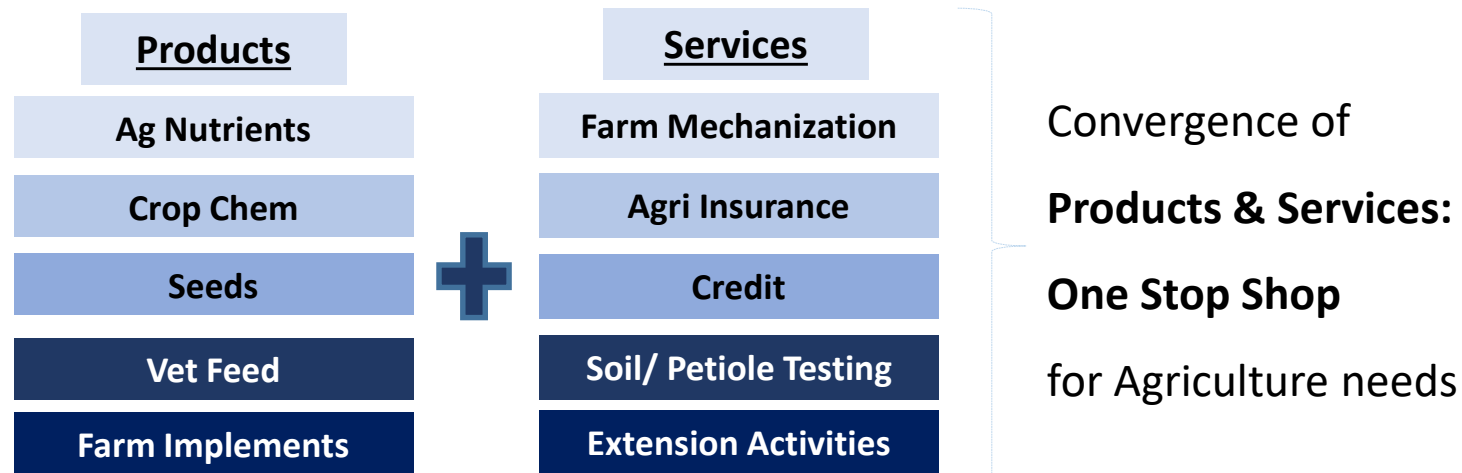 Products
Ag Nutrients
Crop Chem
Seeds
Vet Feed
Farm Implements
Services
Farm Mechanization
Agri Insurance
Credit
Soil/ Petiole Testing
Extension Activities
Convergence of
Products & Services:
One Stop Shop
for Agriculture needs